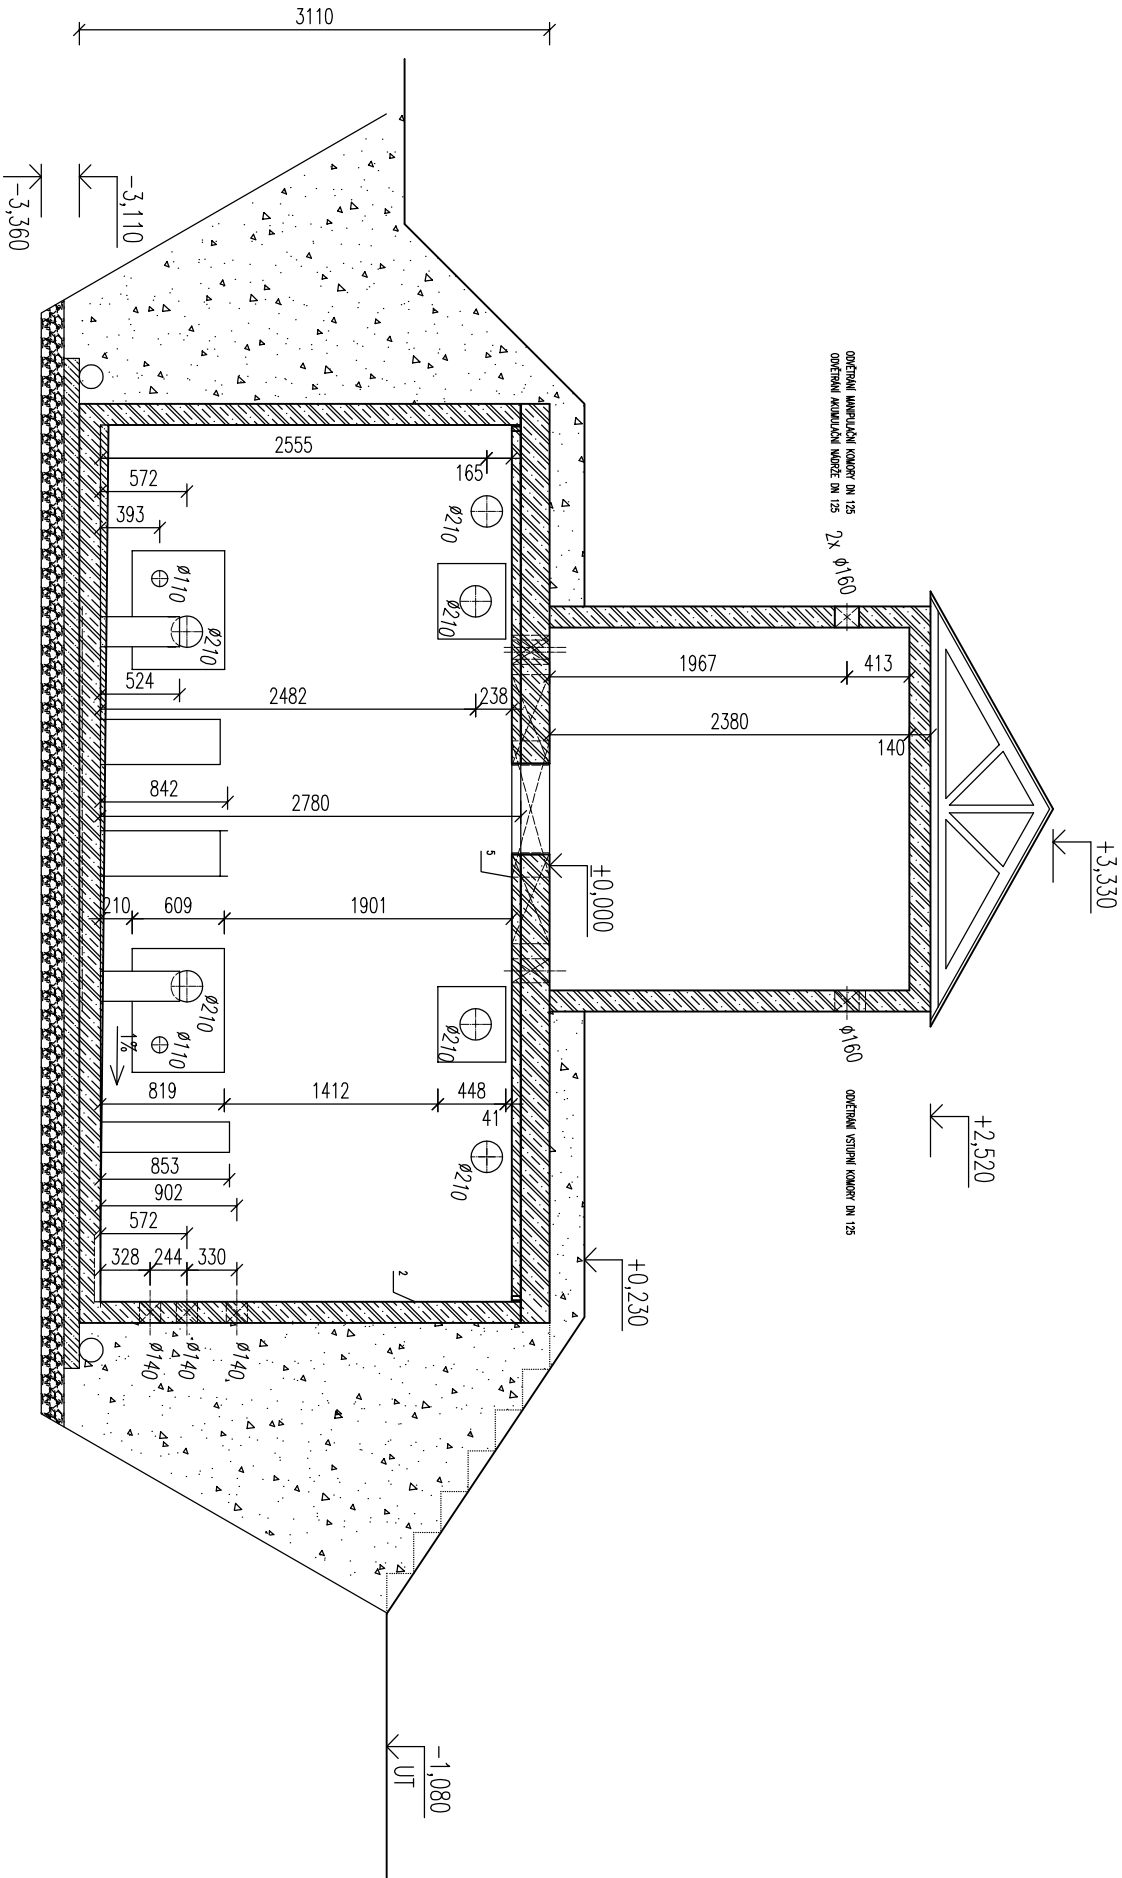 3110
-3,110
-3,360
ODVĚTRÁNÍ MANIPULAČNÍ KOMORY DN 125
ODVĚTRÁNÍ AKUMULAČNÍ NÁDRŽE DN 125
2x ø160
+3,330
1967
413
2380
140
±0,000
ø160
ODVĚTRÁNÍ VSTUPNÍ KOMORY DN 125
+2,520
+0,230
2555
165
572
393
ø210
ø110
ø210
ø210
524
2482
238
842
2780
5
210
609
1901
ø210
ø110
ø210
1%
819
1412
448
41
853
ø210
902
572
328
244
330
2
ø140
ø140
ø140
-1,080
UT